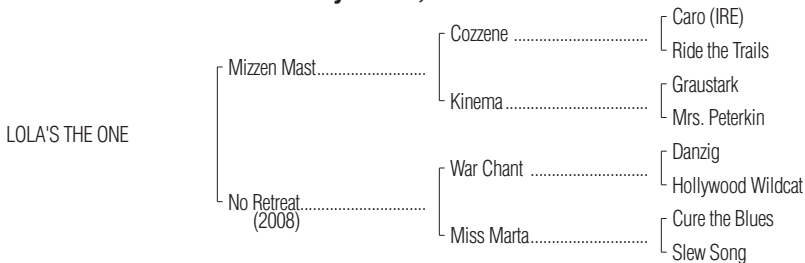 Caro (IRE)
Cozzene ..................................
Ride the Trails
Mizzen Mast...........................
Graustark
Kinema ....................................
Mrs. Peterkin
LOLA'S THE ONE
Danzig
War Chant ..............................
Hollywood Wildcat
No Retreat...............................
(2008)
Cure the Blues
Miss Marta..............................
Slew Song